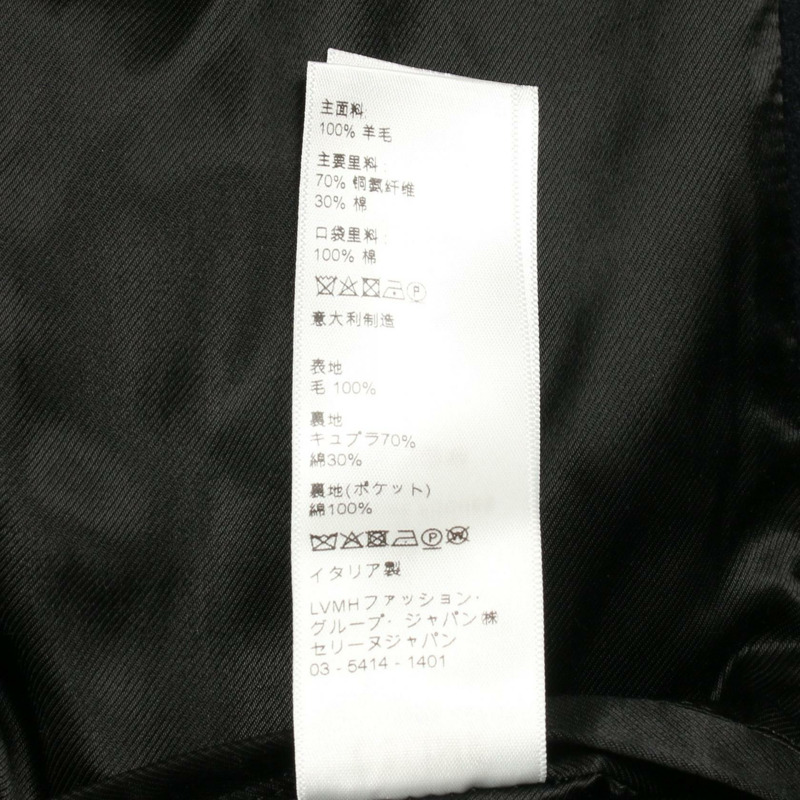 主面料:
100% 羊毛
主要里料:
70% 铜氨纤维
30% 棉
口袋里料:
100% 棉
P
意大利制造
表地
毛 100%
裏地
キュプラ70%
綿30%
裏地(ポケット)
綿100%
P W
イタリア製
LVMHファッション・
グループ・ジャパン㈱
セリーヌジャパン
03 - 5414 - 1401